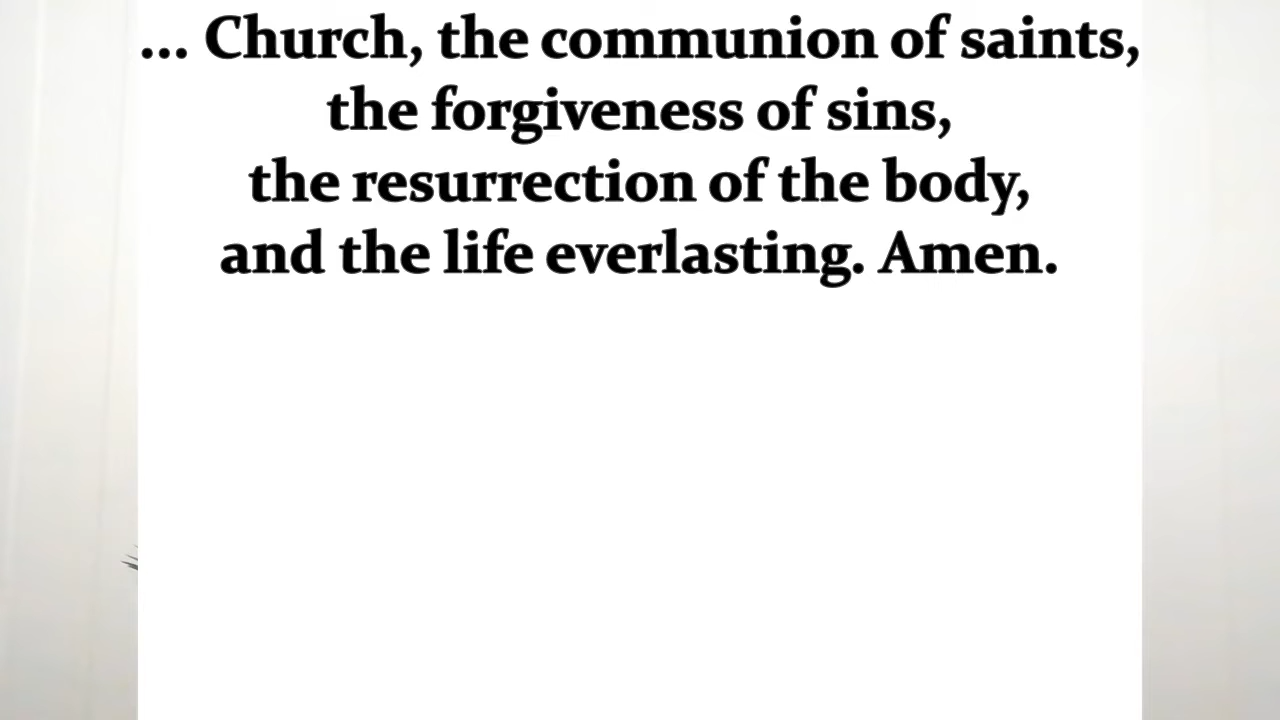 ... Church, the communion of saints,
the forgiveness of sins,
the resurrection of the body,
and the life everlasting. Amen.